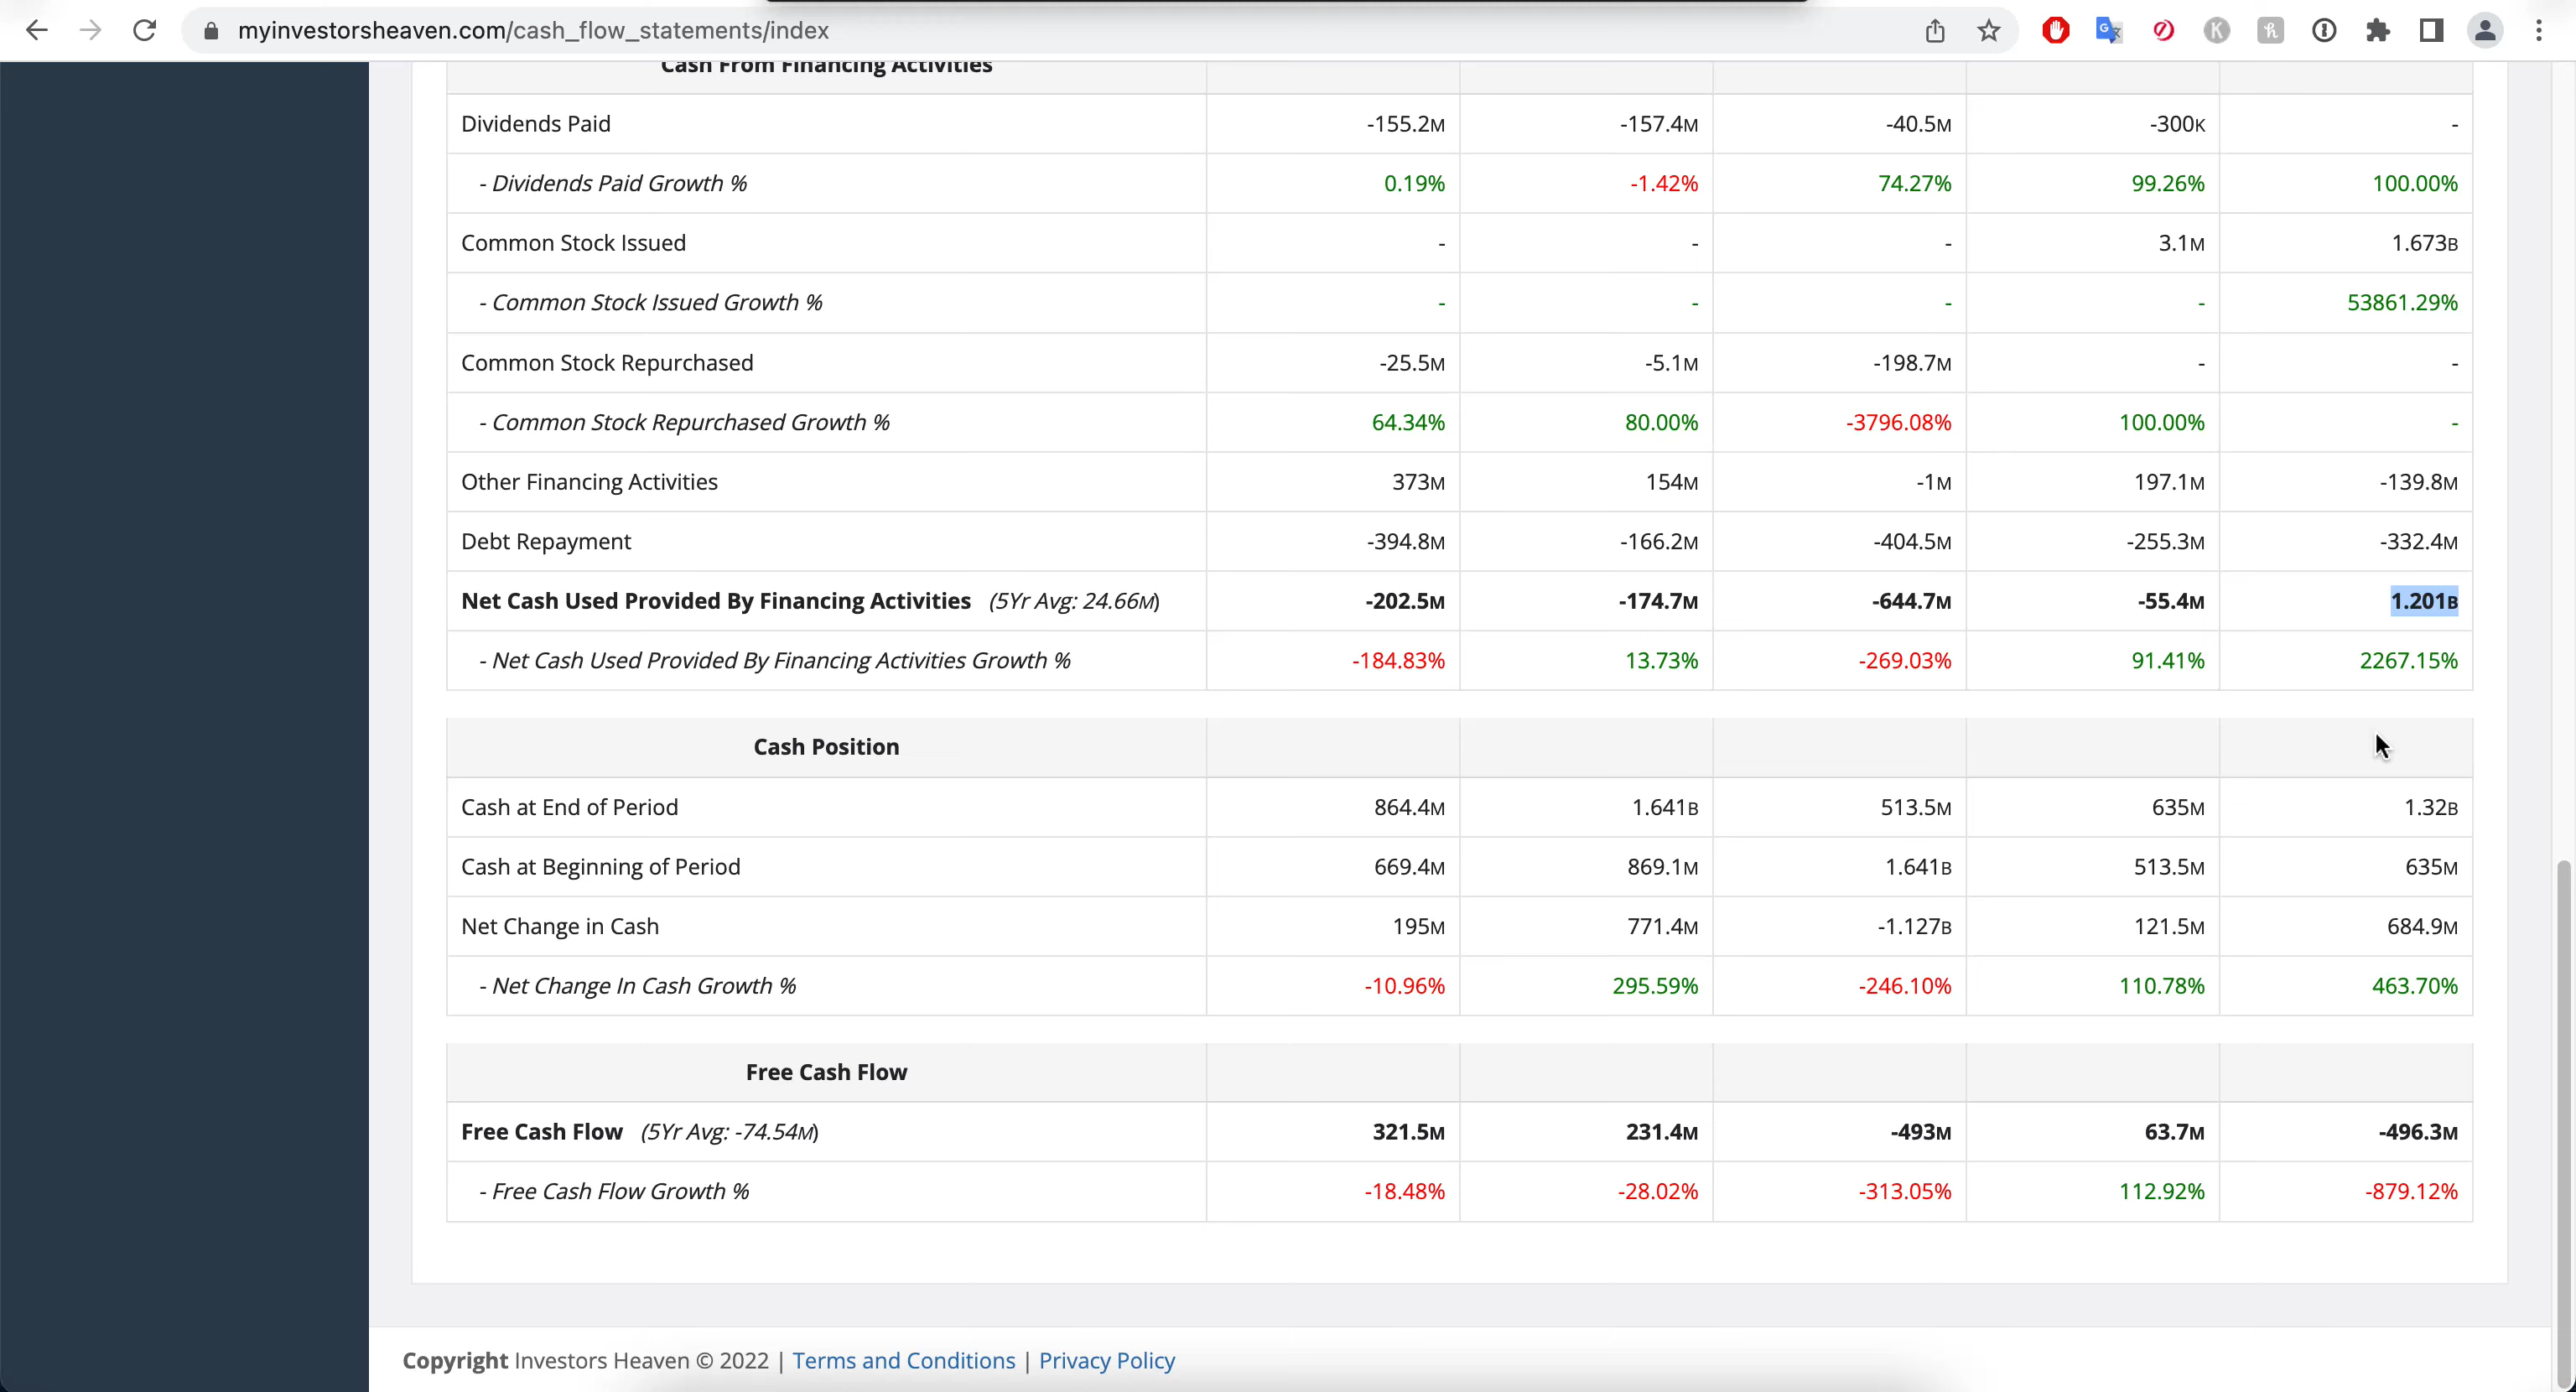 myinvestorsheaven.com/cash_flow_statements/index
Cash From Financing Activities
Dividends Paid -155.2M -157.4M -40.5M -300K -
- Dividends Paid Growth % 0.19% -1.42% 74.27% 99.26% 100.00%
Common Stock Issued - - - 3.1M 1.673B
- Common Stock Issued Growth % - - - - 53861.29%
Common Stock Repurchased -25.5M -5.1M -198.7M - -
- Common Stock Repurchased Growth % 64.34% 80.00% -3796.08% 100.00% -
Other Financing Activities 373M 154M -1M 197.1M -139.8M
Debt Repayment -394.8M -166.2M -404.5M -255.3M -332.4M
Net Cash Used Provided By Financing Activities (5Yr Avg: 24.66M) -202.5M -174.7M -644.7M -55.4M 1.201B
- Net Cash Used Provided By Financing Activities Growth % -184.83% 13.73% -269.03% 91.41% 2267.15%
Cash Position
Cash at End of Period 864.4M 1.641B 513.5M 635M 1.32B
Cash at Beginning of Period 669.4M 869.1M 1.641B 513.5M 635M
Net Change in Cash 195M 771.4M -1.127B 121.5M 684.9M
- Net Change In Cash Growth % -10.96% 295.59% -246.10% 110.78% 463.70%
Free Cash Flow
Free Cash Flow (5Yr Avg: -74.54M) 321.5M 231.4M -493M 63.7M -496.3M
- Free Cash Flow Growth % -18.48% -28.02% -313.05% 112.92% -879.12%
Copyright Investors Heaven © 2022 | Terms and Conditions | Privacy Policy